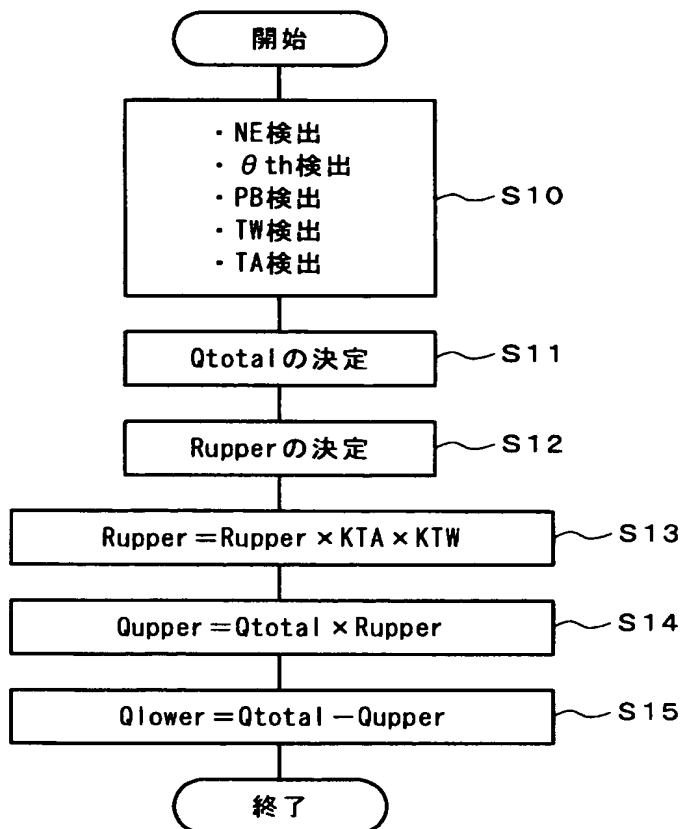 開始
・NE検出
・θth検出
・PB検出
・TW検出
・TA検出
S10
Qtotalの決定
S11
Rupperの決定
S12
Rupper=Rupper×KTA×KTW
S13
Qupper=Qtotal×Rupper
S14
Qlower=Qtotal−Qupper
S15
終了